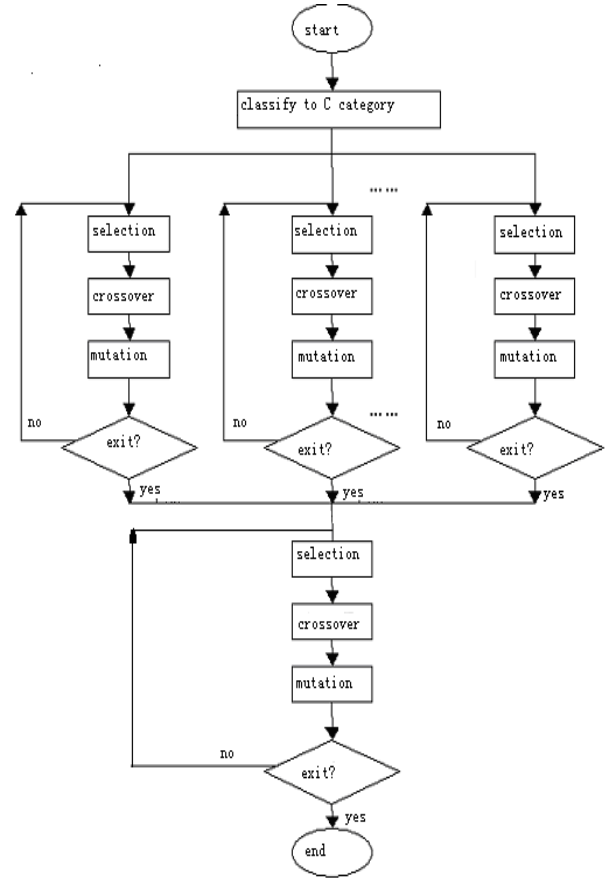 start
classify to C category
……
selection
selection
selection
crossover
crossover
crossover
mutation
mutation
mutation
……
no
no
no
exit?
exit?
exit?
yes
yes
yes
selection
crossover
mutation
no
exit?
yes
end